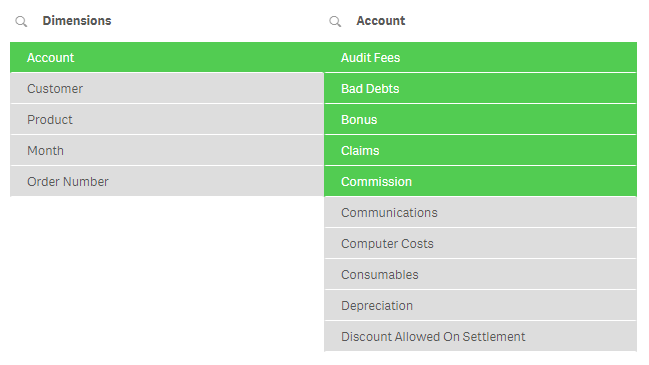 Dimensions
Account
Customer
Product
Month
Order Number
Account
Audit Fees
Bad Debts
Bonus
Claims
Commission
Communications
Computer Costs
Consumables
Depreciation
Discount Allowed On Settlement